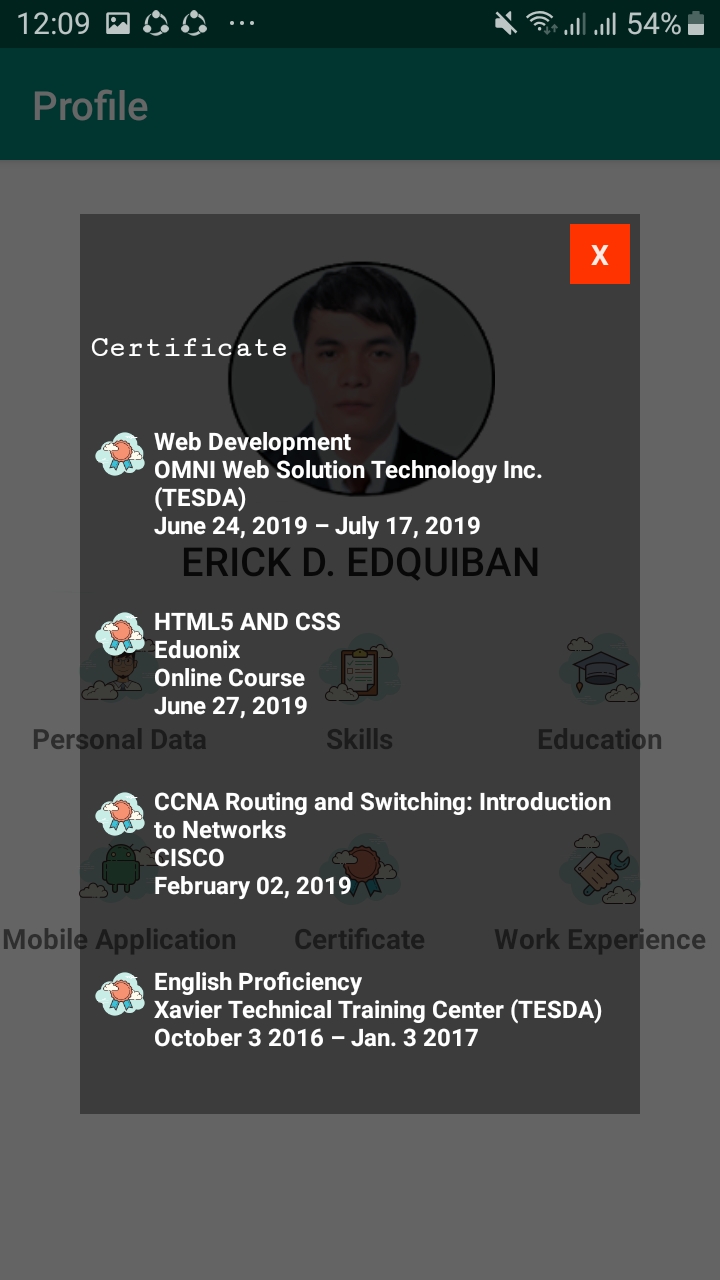 12:09
54%
Profile
X
Certificate
Web Development
OMNI Web Solution Technology Inc.
(TESDA)
June 24, 2019 – July 17, 2019
ERICK D. EDQUIBAN
HTML5 AND CSS
Eduonix
Online Course
June 27, 2019
Personal Data
Skills
Education
CCNA Routing and Switching: Introduction
to Networks
CISCO
February 02, 2019
Mobile Application
Certificate
Work Experience
English Proficiency
Xavier Technical Training Center (TESDA)
October 3 2016 – Jan. 3 2017